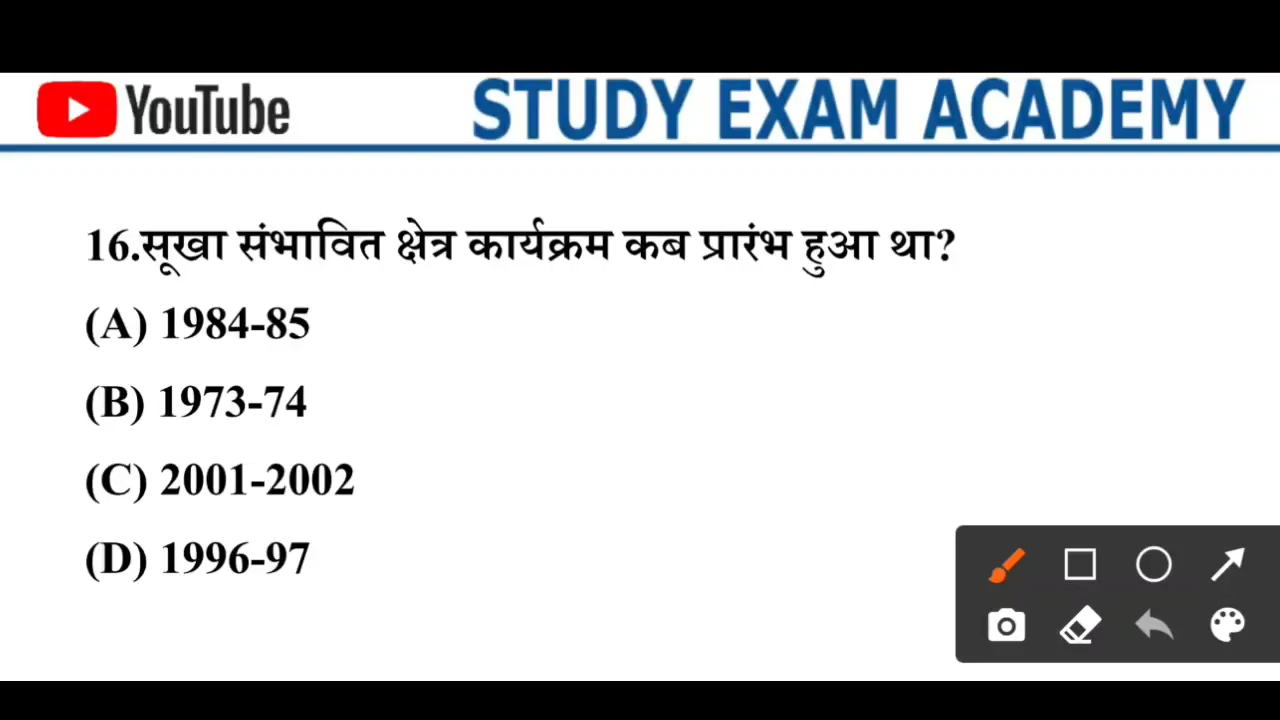 YouTube STUDY EXAM ACADEMY
16.सूखा संभावित क्षेत्र कार्यक्रम कब प्रारंभ हुआ था?
(A) 1984-85
(B) 1973-74
(C) 2001-2002
(D) 1996-97